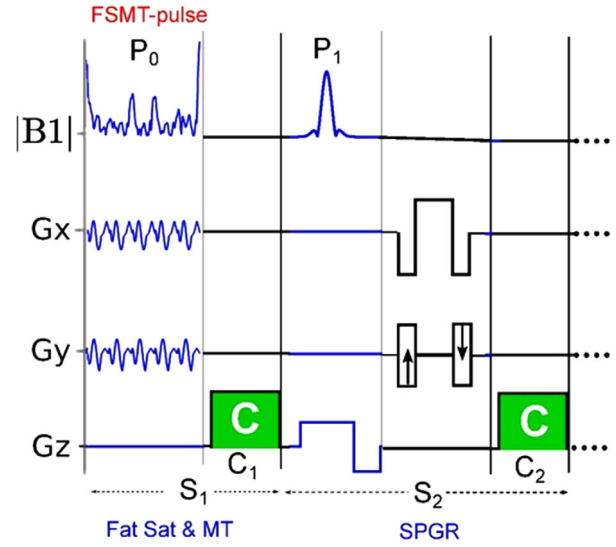 FSMT-pulse
P₀
P₁
|B1|
Gx
Gy
Gz
C
C
C₁
C₂
S₁
S₂
Fat Sat & MT
SPGR